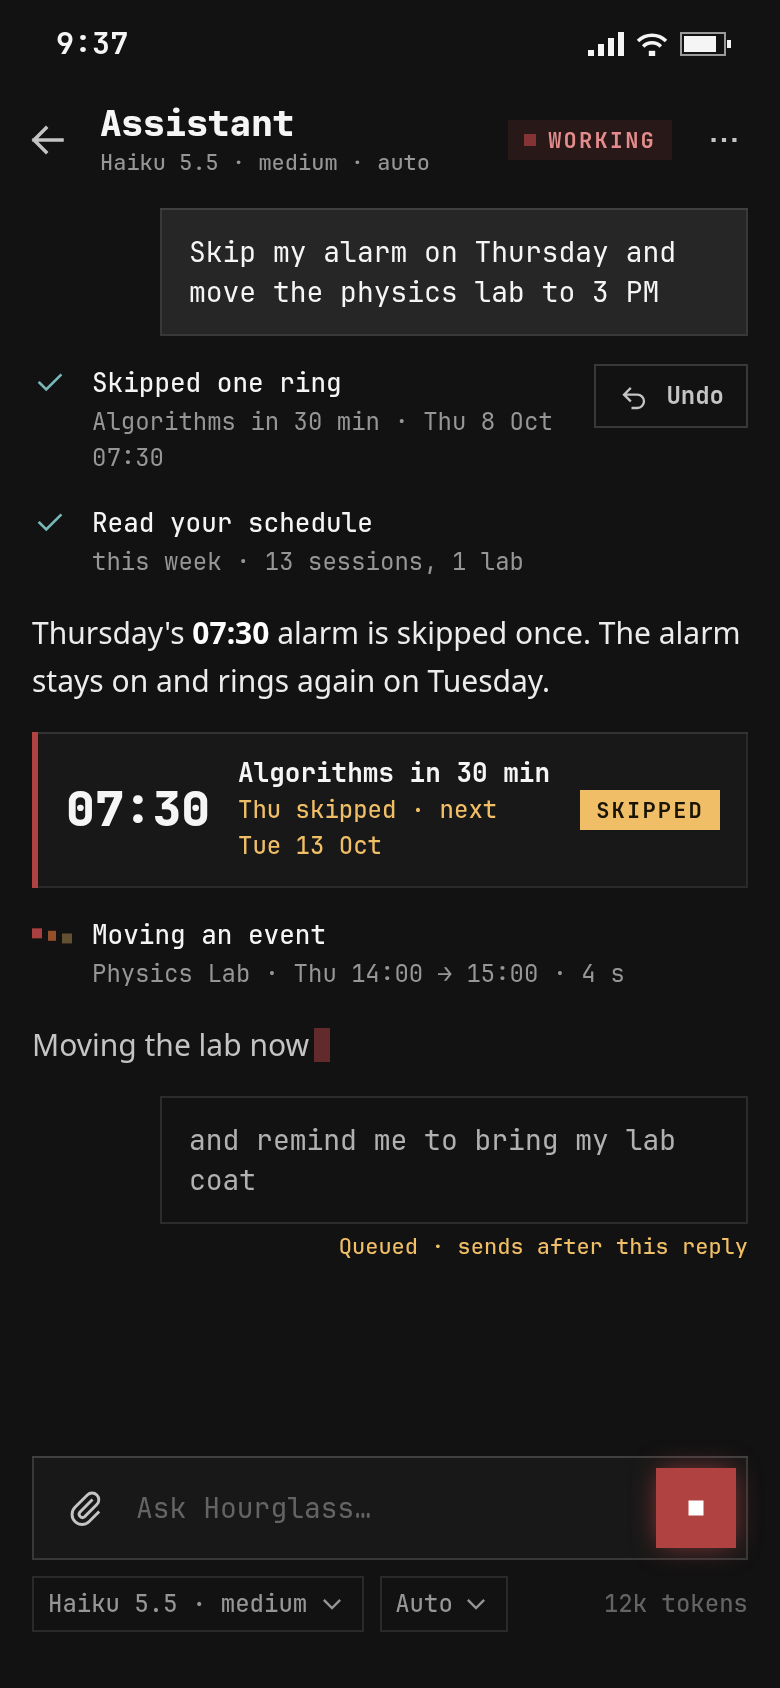 9:37
Assistant
Haiku 5.5 · medium · auto
WORKING
Skip my alarm on Thursday and
move the physics lab to 3 PM
Skipped one ring
Algorithms in 30 min · Thu 8 Oct
07:30
Undo
Read your schedule
this week · 13 sessions, 1 lab
Thursday's 07:30 alarm is skipped once. The alarm
stays on and rings again on Tuesday.
07:30
Algorithms in 30 min
Thu skipped · next
Tue 13 Oct
SKIPPED
Moving an event
Physics Lab · Thu 14:00 → 15:00 · 4 s
Moving the lab now
and remind me to bring my lab
coat
Queued · sends after this reply
Ask Hourglass…
Haiku 5.5 · medium
Auto
12k tokens